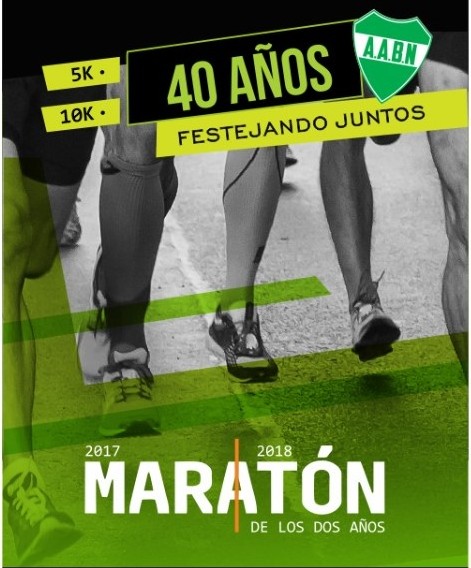 5K •
10K •
40 AÑOS
A.A.B.N
FESTEJANDO JUNTOS
2017
2018
MARATÓN
DE LOS DOS AÑOS